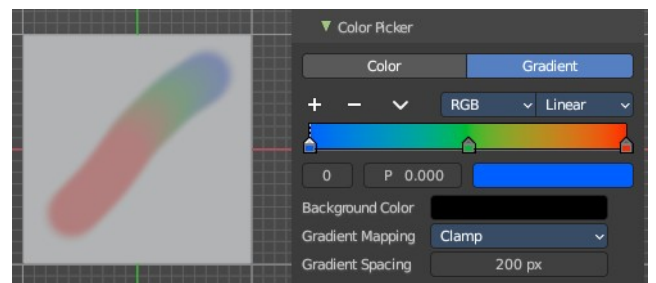 Color Picker
Color Gradient
RGB Linear
0 P 0.000
Background Color
Gradient Mapping Clamp
Gradient Spacing 200 px